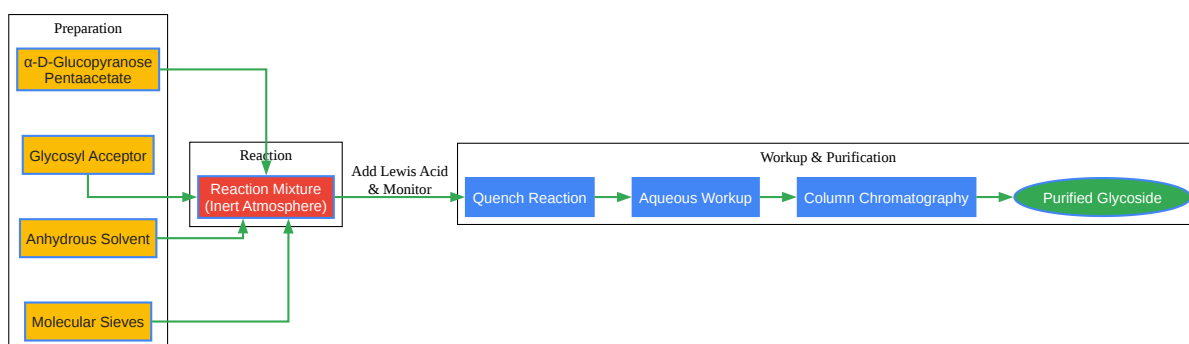 Preparation
α-D-Glucopyranose
Pentaacetate
Glycosyl Acceptor
Anhydrous Solvent
Molecular Sieves
Reaction
Reaction Mixture
(Inert Atmosphere)
Add Lewis Acid
& Monitor
Workup & Purification
Quench Reaction
Aqueous Workup
Column Chromatography
Purified Glycoside